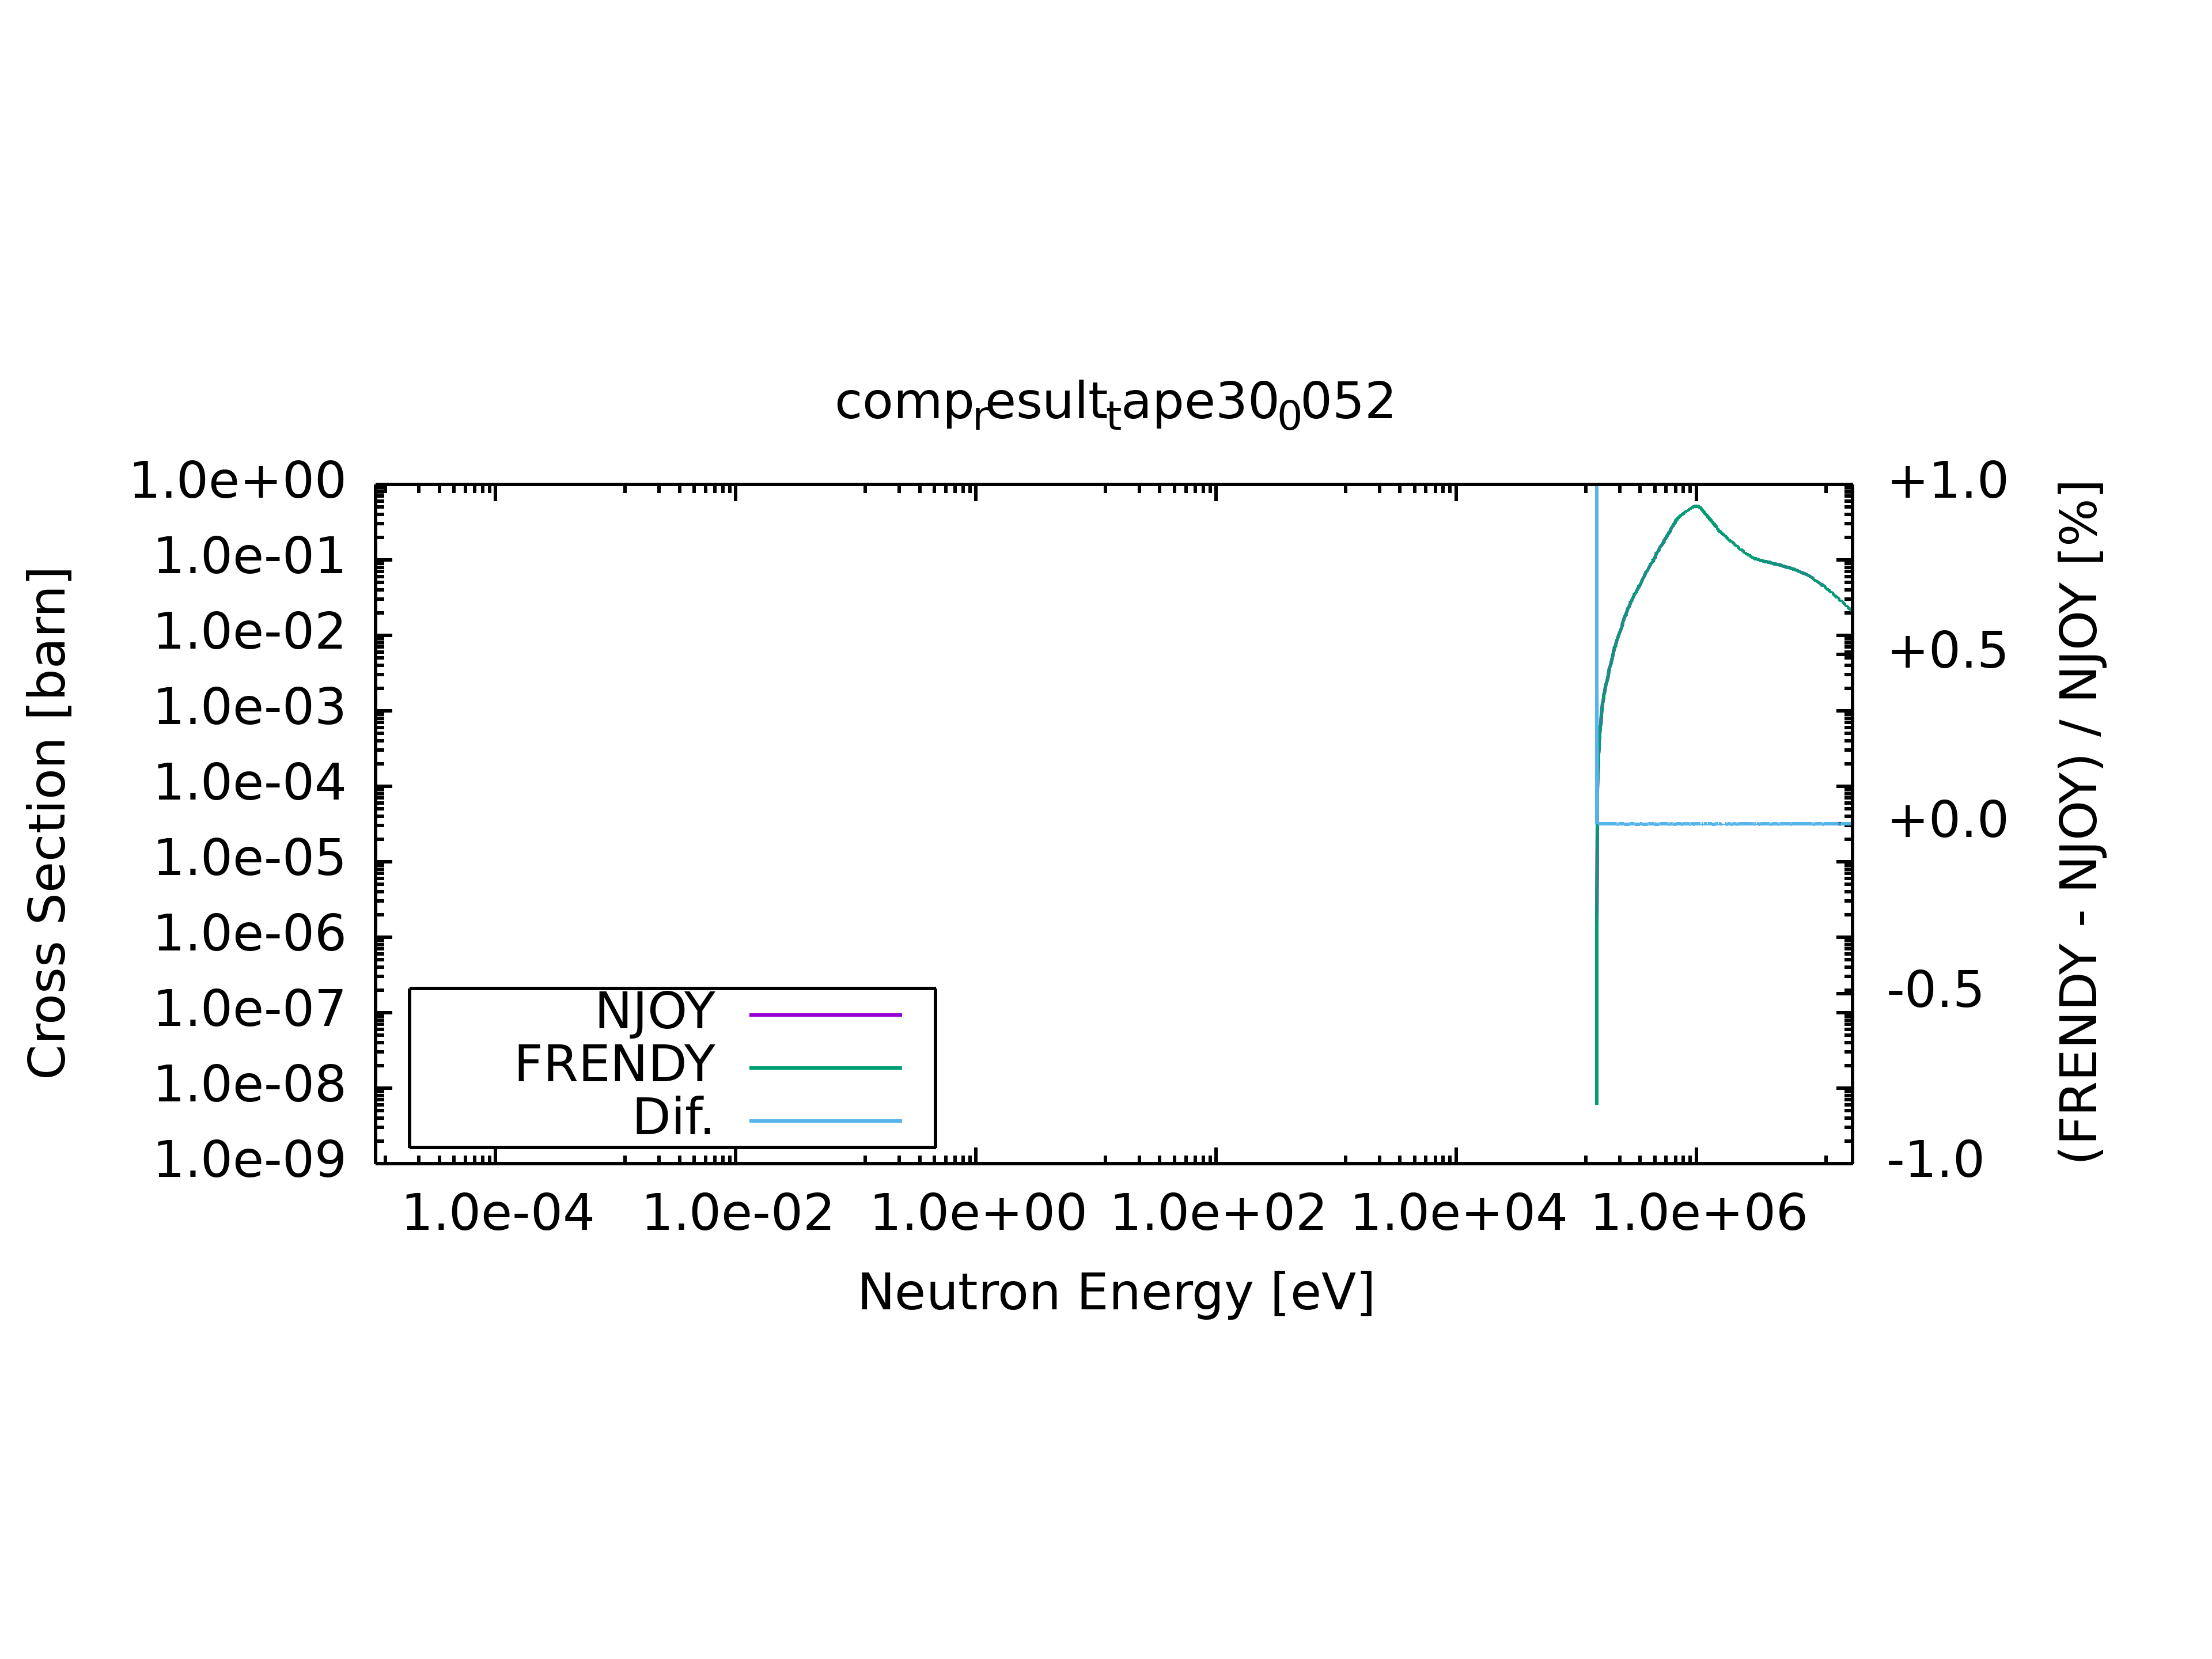 comp_result_tape30_0052
1.0e+00
1.0e-01
1.0e-02
1.0e-03
1.0e-04
1.0e-05
1.0e-06
1.0e-07
1.0e-08
1.0e-09
Cross Section [barn]
+1.0
+0.5
+0.0
-0.5
-1.0
(FRENDY - NJOY) / NJOY [%]
NJOY
FRENDY
Dif.
1.0e-04 1.0e-02 1.0e+00 1.0e+02 1.0e+04 1.0e+06
Neutron Energy [eV]